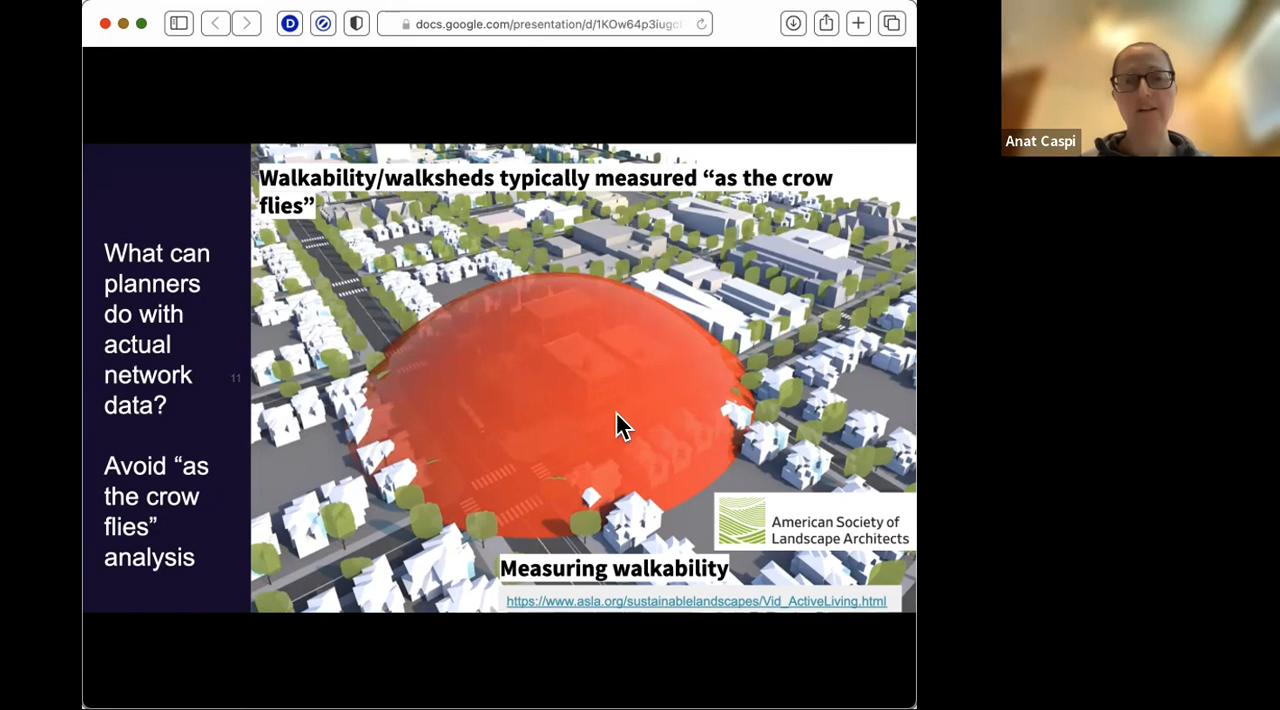 docs.google.com/presentation/d/1KOw64p3iugc
D
Walkability/walksheds typically measured “as the crow
flies”
What can
planners
do with
actual
network
data?
11
Avoid “as
the crow
flies”
analysis
American Society of
Landscape Architects
Measuring walkability
https://www.asla.org/sustainablelandscapes/Vid_ActiveLiving.html
Anat Caspi